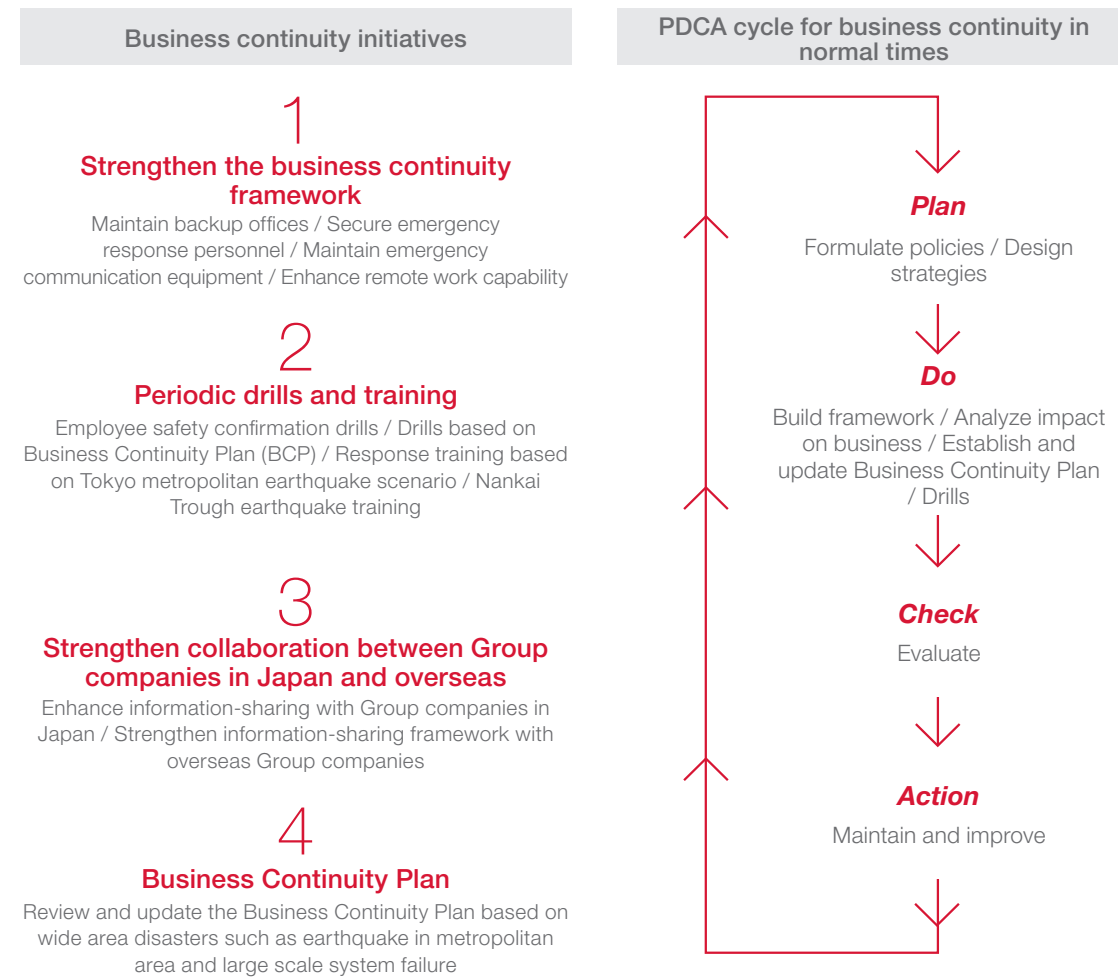 Business continuity initiatives
1
Strengthen the business continuity
framework
Maintain backup offices / Secure emergency
response personnel / Maintain emergency
communication equipment / Enhance remote work capability
2
Periodic drills and training
Employee safety confirmation drills / Drills based on
Business Continuity Plan (BCP) / Response training based
on Tokyo metropolitan earthquake scenario / Nankai
Trough earthquake training
3
Strengthen collaboration between Group
companies in Japan and overseas
Enhance information-sharing with Group companies in
Japan / Strengthen information-sharing framework with
overseas Group companies
4
Business Continuity Plan
Review and update the Business Continuity Plan based on
wide area disasters such as earthquake in metropolitan
area and large scale system failure
PDCA cycle for business continuity in
normal times
Plan
Formulate policies / Design
strategies
Do
Build framework / Analyze impact
on business / Establish and
update Business Continuity Plan
/ Drills
Check
Evaluate
Action
Maintain and improve